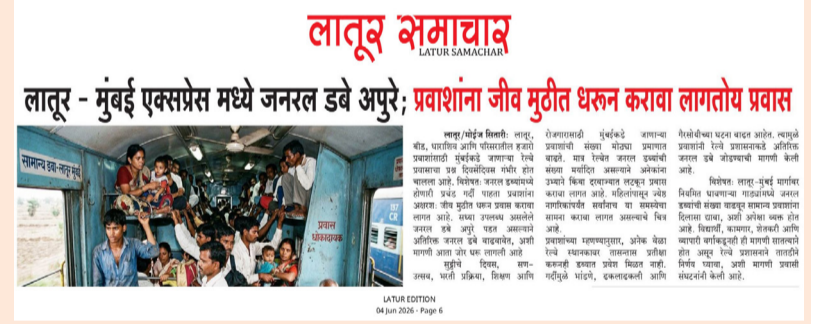 लातूर समाचार
LATUR SAMACHAR
लातूर - मुंबई एक्सप्रेस मध्ये जनरल डबे अपुरे; प्रवाशांना जीव मुठीत धरून करावा लागतोय प्रवास
सामान्य डबा-लातूर मुंबई
प्रवास
धोकादायक
CR
लातूर/मोईज सितारी: लातूर,
बीड, धाराशिव आणि परिसरातील हजारो
प्रवाशांसाठी मुंबईकडे जाणाऱ्या रेल्वे
प्रवासाचा प्रश्न दिवसेंदिवस गंभीर होत
चालला आहे. विशेषतः जनरल डब्यांमध्ये
होणारी प्रचंड गर्दी पाहता प्रवाशांना
अक्षरशः जीव मुठीत धरून प्रवास करावा
लागत आहे. सध्या उपलब्ध असलेले
जनरल डबे अपुरे पडत असल्याने
अतिरिक्त जनरल डबे वाढवावेत, अशी
मागणी आता जोर धरू लागली आहे
सुट्टीचे दिवस, सण-
उत्सव, भरती प्रक्रिया, शिक्षण आणि
रोजगारासाठी मुंबईकडे जाणाऱ्या
प्रवाशांची संख्या मोठ्या प्रमाणात
वाढते. मात्र रेल्वेत जनरल डब्यांची
संख्या मर्यादित असल्याने अनेकांना
उभ्याने किंवा दरवाज्यात लटकून प्रवास
करावा लागत आहे. महिलांपासून ज्येष्ठ
नागरिकांपर्यंत सर्वांनाच या समस्येचा
सामना करावा लागत असल्याचे चित्र
आहे.
प्रवाशांच्या म्हणण्यानुसार, अनेक वेळा
रेल्वे स्थानकावर तासनतास प्रतीक्षा
करूनही डब्यात प्रवेश मिळत नाही.
गर्दीमुळे भांडणे, ढकलाढकली आणि
गैरसोयीच्या घटना वाढत आहेत. त्यामुळे
प्रवाशांनी रेल्वे प्रशासनाकडे अतिरिक्त
जनरल डबे जोडण्याची मागणी केली
आहे.
विशेषतः लातूर-मुंबई मार्गावर
नियमित धावणाऱ्या गाड्यांमध्ये जनरल
डब्यांची संख्या वाढवून सामान्य प्रवाशांना
दिलासा द्यावा, अशी अपेक्षा व्यक्त होत
आहे. विद्यार्थी, कामगार, शेतकरी आणि
व्यापारी वर्गाकडूनही ही मागणी सातत्याने
होत असून रेल्वे प्रशासनाने तातडीने
निर्णय घ्यावा, अशी मागणी प्रवासी
संघटनांनी केली आहे.
LATUR EDITION
04 Jun 2026 - Page 6